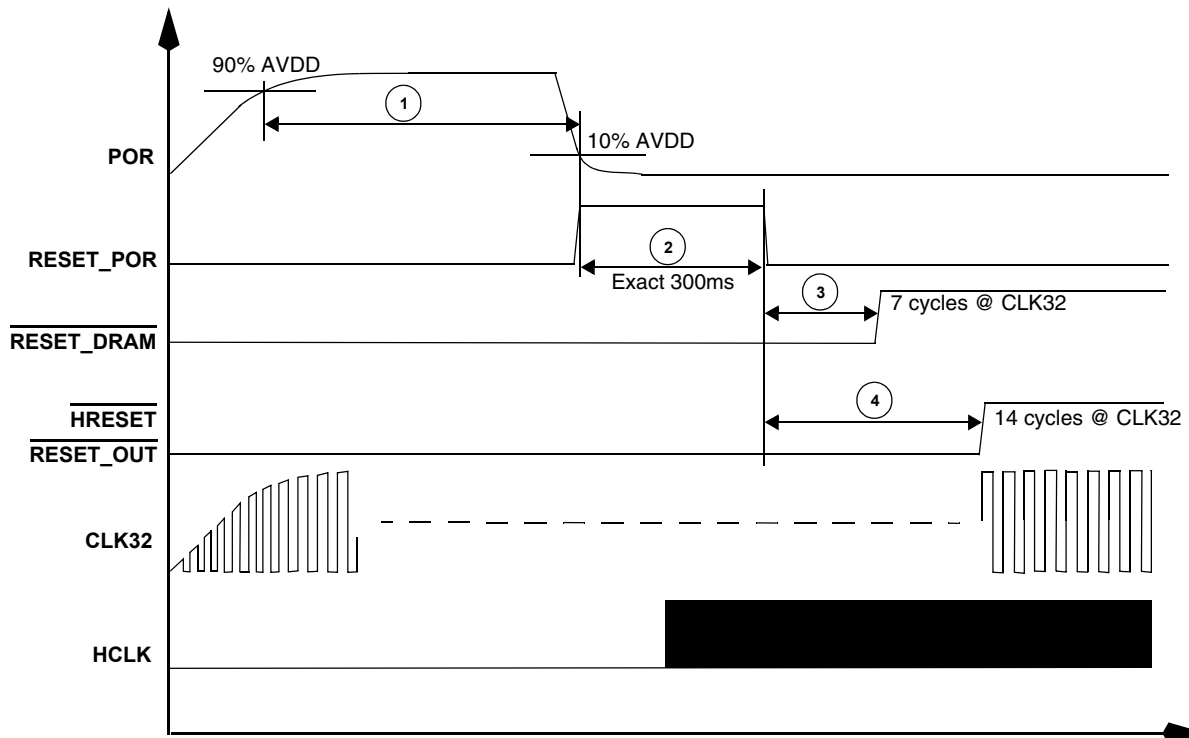 90% AVDD
1
10% AVDD
POR
2
RESET_POR
Exact 300ms
3
7 cycles @ CLK32
RESET_DRAM
4
HRESET
14 cycles @ CLK32
RESET_OUT
CLK32
HCLK